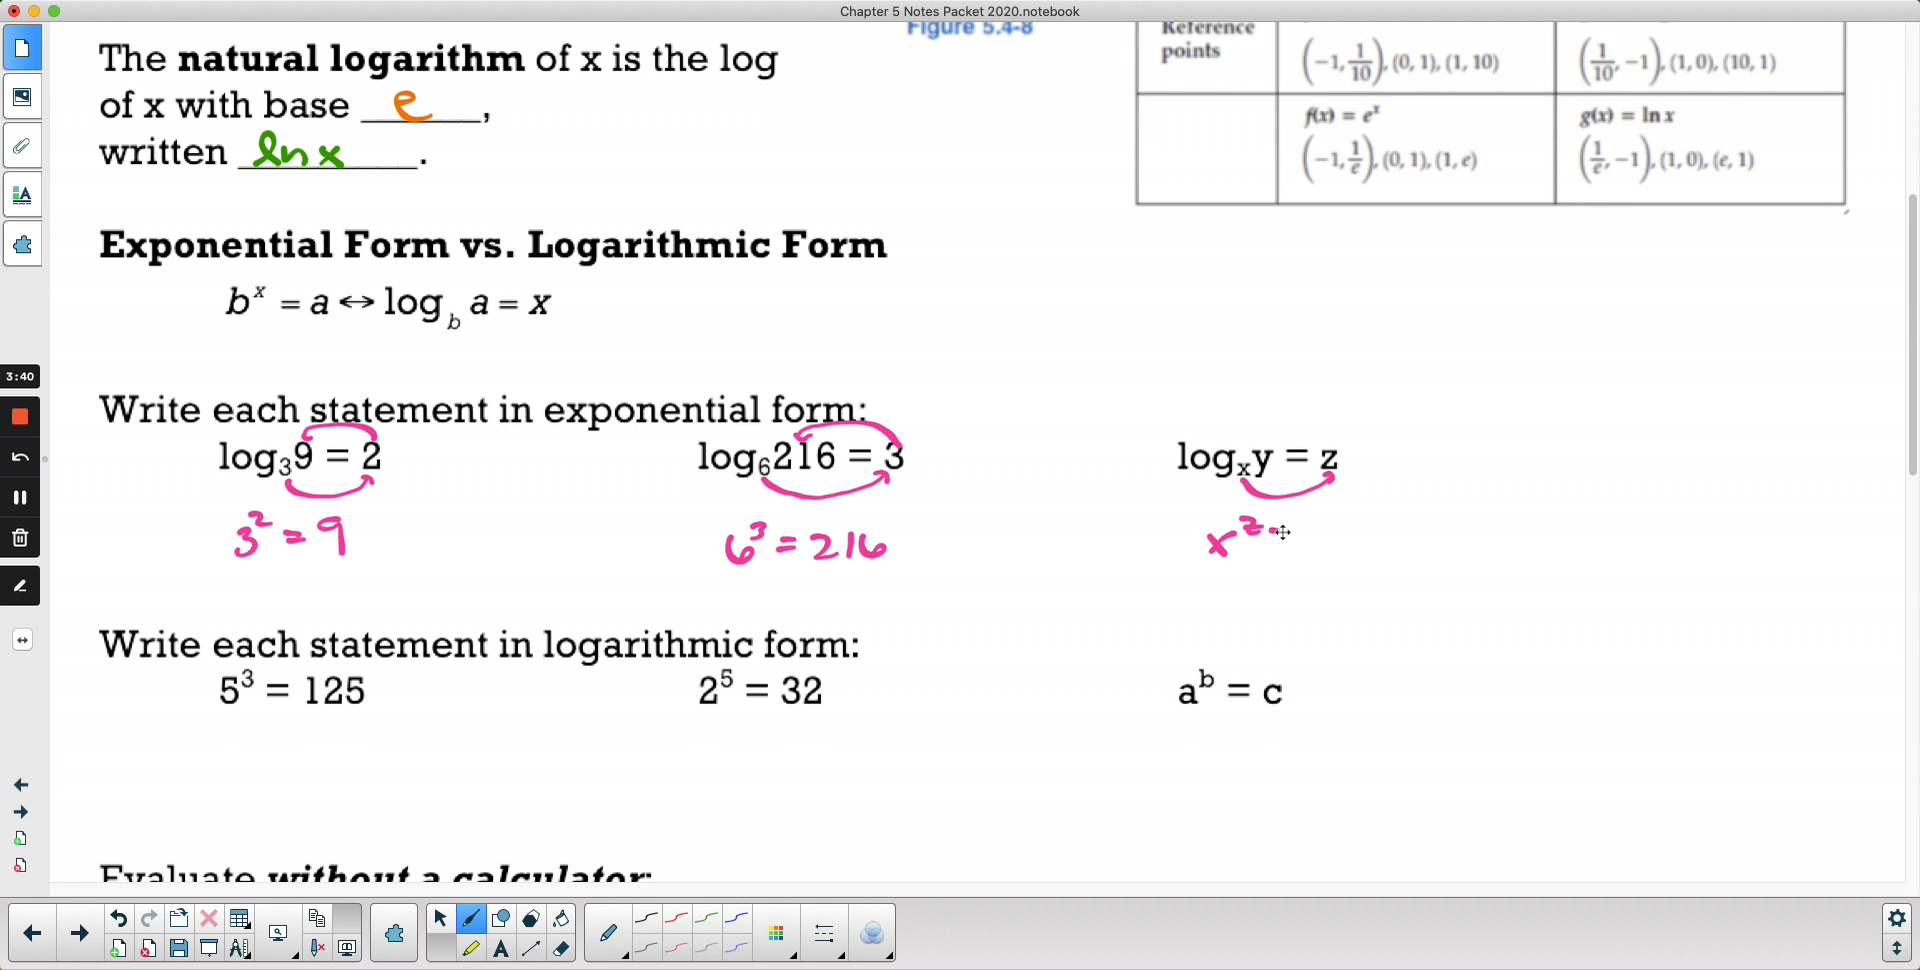 Chapter 5 Notes Packet 2020.notebook
The natural logarithm of x is the log
of x with base e,
written ln x.
Figure 5.4-8
Reference
points
(−1, 1/10), (0, 1), (1, 10)
(1/10, −1), (1, 0), (10, 1)
f(x) = eˣ
(−1, 1/e), (0, 1), (1, e)
g(x) = ln x
(1/e, −1), (1, 0), (e, 1)
Exponential Form vs. Logarithmic Form
bˣ = a ↔ log_b a = x
3:40
Write each statement in exponential form:
log₃9 = 2 log₆216 = 3 logₓy = z
3² = 9 6³ = 216 x^z =
Write each statement in logarithmic form:
5³ = 125 2⁵ = 32 aᵇ = c
Evaluate without a calculator: